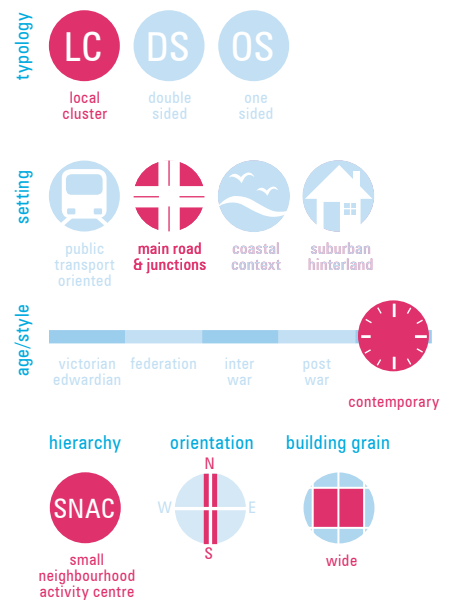 typology
LC
DS
OS
local
cluster
double
sided
one
sided
setting
public
transport
oriented
main road
& junctions
coastal
context
suburban
hinterland
age/style
victorian
edwardian
federation
inter
war
post
war
contemporary
hierarchy
orientation
building grain
SNAC
N
W
E
S
small
neighbourhood
activity centre
wide